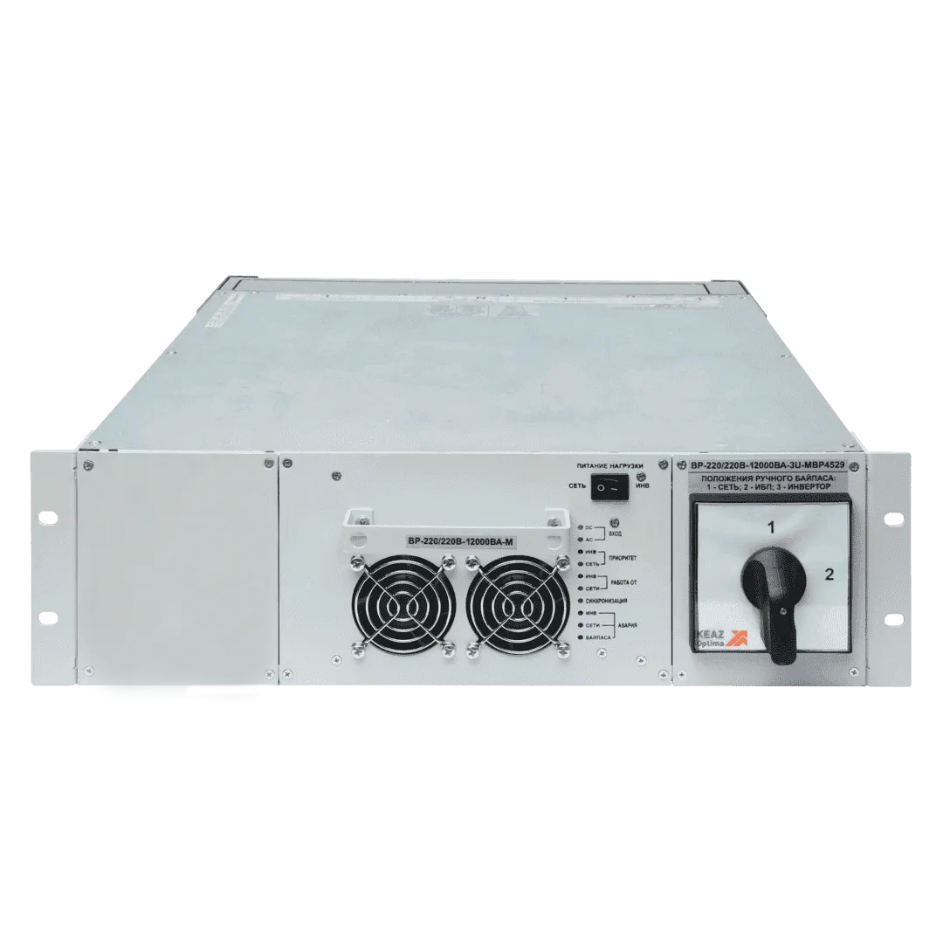 ПИТАНИЕ НАГРУЗКИ
СЕТЬ
ИНВ
DC
AC
ВХОД
ИНВ
СЕТЬ
ПРИОРИТЕТ
ИНВ
СЕТИ
РАБОТА ОТ
СИНХРОНИЗАЦИЯ
ИНВ
СЕТИ
БАЙПАСА
АВАРИЯ
ВР-220/220В-12000ВА-М
ВР-220/220В-12000ВА-3U-МВР4529
ПОЛОЖЕНИЯ РУЧНОГО БАЙПАСА:
1 - СЕТЬ; 2 - ИБП; 3 - ИНВЕРТОР
1
2
KEAZ
Optima